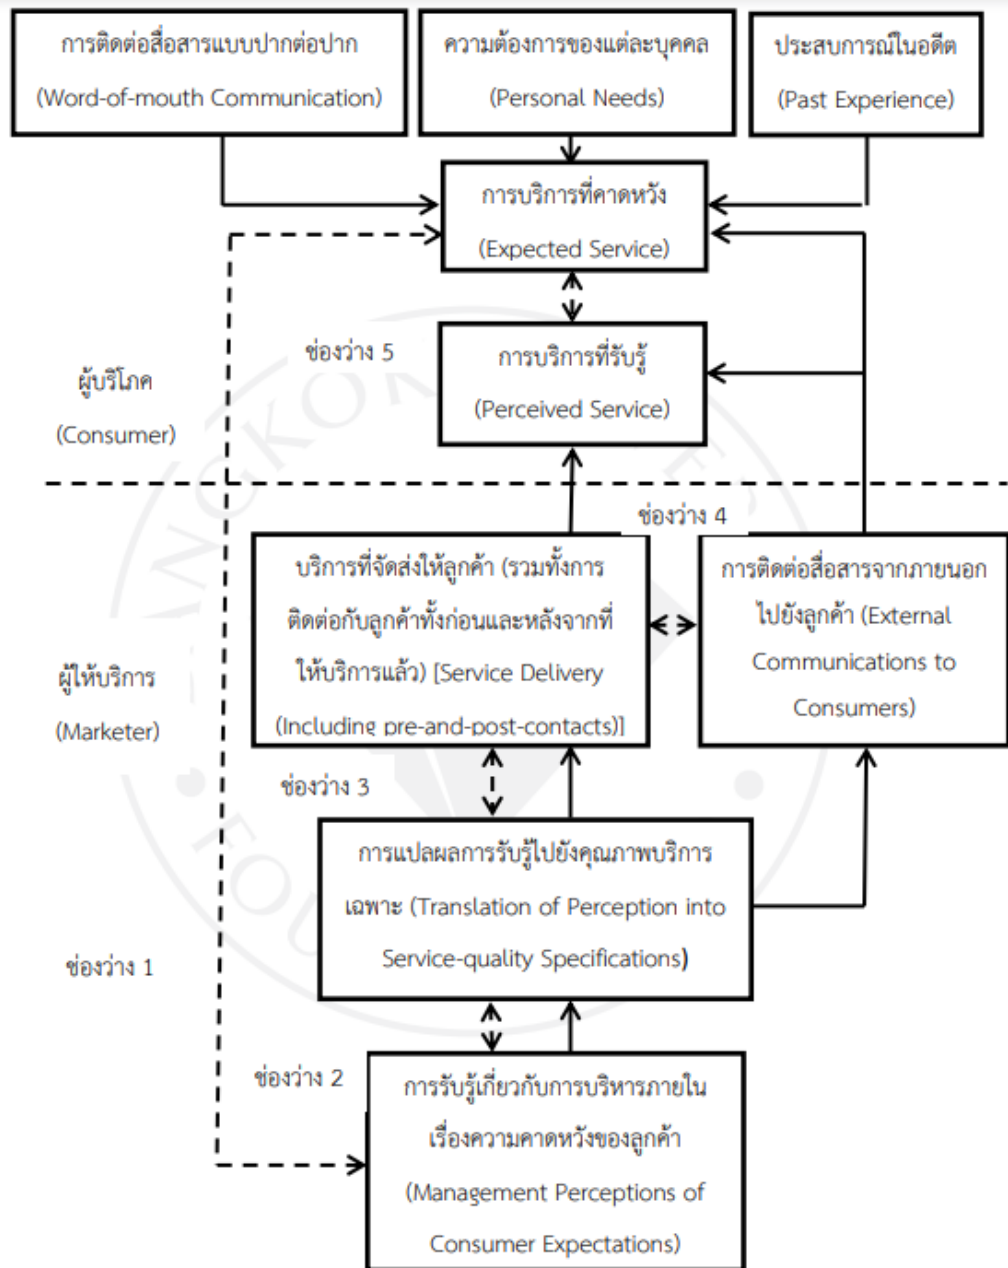 การติดต่อสื่อสารแบบปากต่อปาก
(Word-of-mouth Communication)
ความต้องการของแต่ละบุคคล
(Personal Needs)
ประสบการณ์ในอดีต
(Past Experience)
การบริการที่คาดหวัง
(Expected Service)
ช่องว่าง 5
การบริการที่รับรู้
(Perceived Service)
ผู้บริโภค
(Consumer)
ช่องว่าง 4
บริการที่จัดส่งให้ลูกค้า (รวมทั้งการ
ติดต่อกับลูกค้าทั้งก่อนและหลังจากที่
ให้บริการแล้ว) [Service Delivery
(Including pre-and-post-contacts)]
การติดต่อสื่อสารจากภายนอก
ไปยังลูกค้า (External
Communications to
Consumers)
ผู้ให้บริการ
(Marketer)
ช่องว่าง 3
การแปลผลการรับรู้ไปยังคุณภาพบริการ
เฉพาะ (Translation of Perception into
Service-quality Specifications)
ช่องว่าง 1
ช่องว่าง 2
การรับรู้เกี่ยวกับการบริหารภายใน
เรื่องความคาดหวังของลูกค้า
(Management Perceptions of
Consumer Expectations)